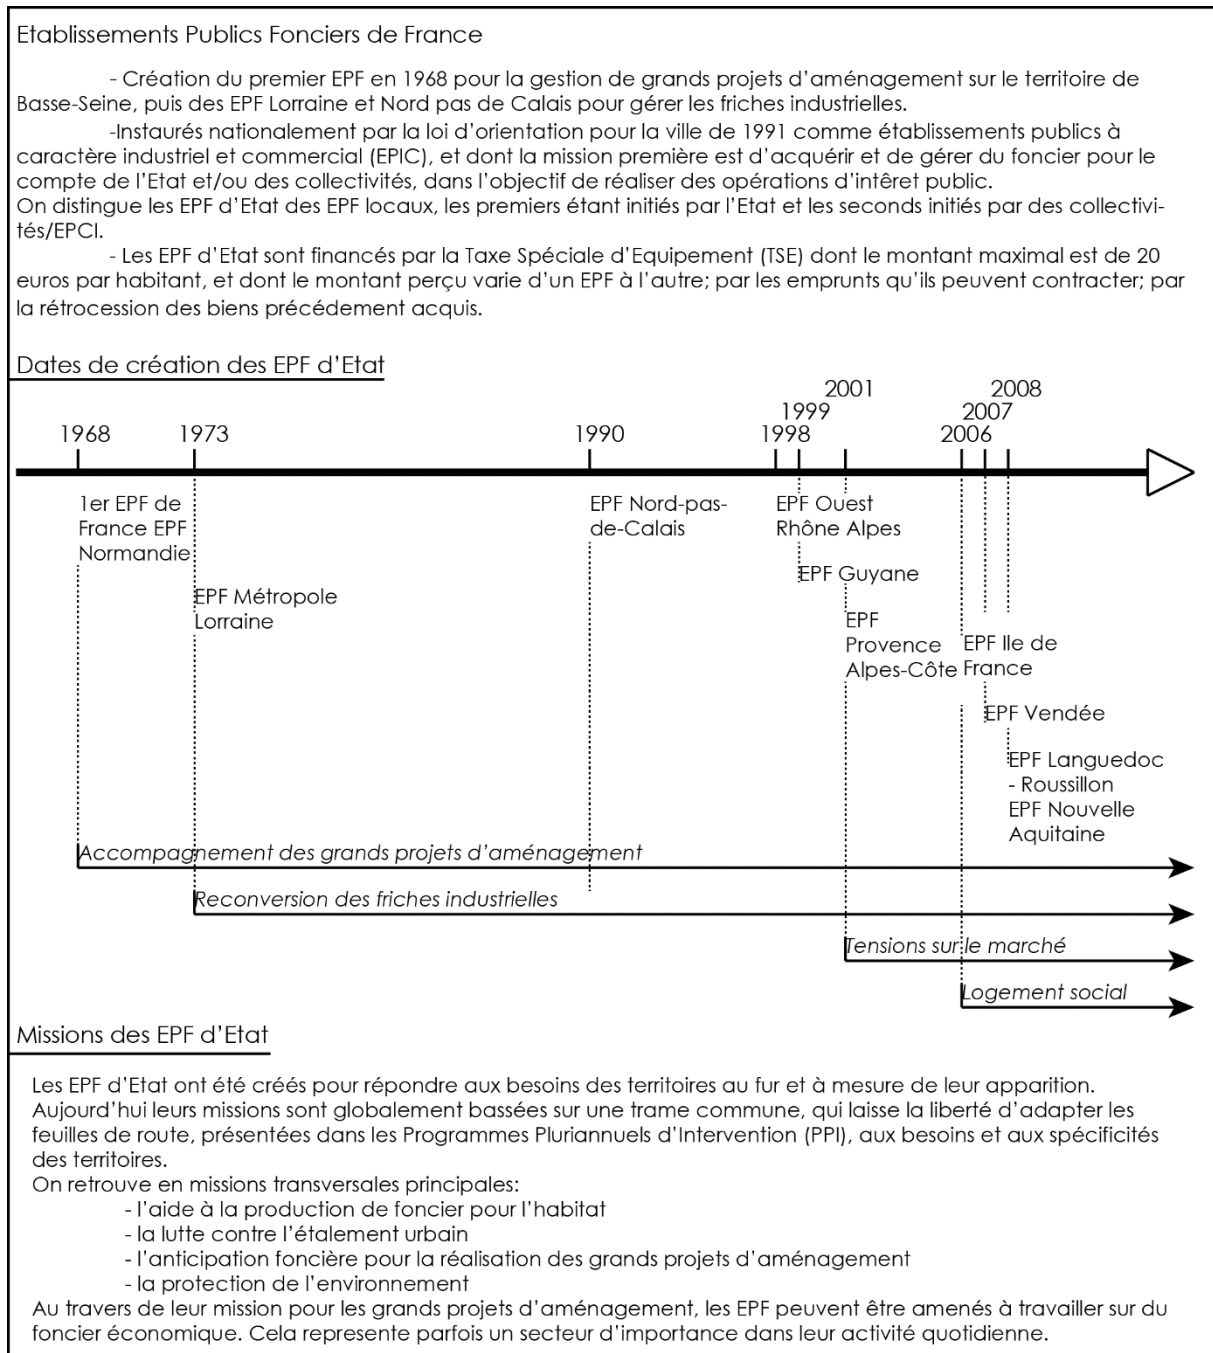 Etablissements Publics Fonciers de France
- Création du premier EPF en 1968 pour la gestion de grands projets d'aménagement sur le territoire de
Basse-Seine, puis des EPF Lorraine et Nord pas de Calais pour gérer les friches industrielles.
-Instaurés nationalement par la loi d'orientation pour la ville de 1991 comme établissements publics à
caractère industriel et commercial (EPIC), et dont la mission première est d'acquérir et de gérer du foncier pour le
compte de l'Etat et/ou des collectivités, dans l'objectif de réaliser des opérations d'intêret public.
On distingue les EPF d'Etat des EPF locaux, les premiers étant initiés par l'Etat et les seconds initiés par des collectivi-
tés/EPCI.
- Les EPF d'Etat sont financés par la Taxe Spéciale d'Equipement (TSE) dont le montant maximal est de 20
euros par habitant, et dont le montant perçu varie d'un EPF à l'autre; par les emprunts qu'ils peuvent contracter; par
la rétrocession des biens précédement acquis.
Dates de création des EPF d'Etat
1968
1973
1990
1998
1999
2001
2006
2007
2008
1er EPF de
France EPF
Normandie
EPF Métropole
Lorraine
EPF Nord-pas-
de-Calais
EPF Ouest
Rhône Alpes
EPF Guyane
EPF
Provence
Alpes-Côte
EPF Ile de
France
EPF Vendée
EPF Languedoc
- Roussillon
EPF Nouvelle
Aquitaine
Accompagnement des grands projets d'aménagement
Reconversion des friches industrielles
Tensions sur le marché
Logement social
Missions des EPF d'Etat
Les EPF d'Etat ont été créés pour répondre aux besoins des territoires au fur et à mesure de leur apparition.
Aujourd'hui leurs missions sont globalement bassées sur une trame commune, qui laisse la liberté d'adapter les
feuilles de route, présentées dans les Programmes Pluriannuels d'Intervention (PPI), aux besoins et aux spécificités
des territoires.
On retrouve en missions transversales principales:
- l'aide à la production de foncier pour l'habitat
- la lutte contre l'étalement urbain
- l'anticipation foncière pour la réalisation des grands projets d'aménagement
- la protection de l'environnement
Au travers de leur mission pour les grands projets d'aménagement, les EPF peuvent être amenés à travailler sur du
foncier économique. Cela represente parfois un secteur d'importance dans leur activité quotidienne.